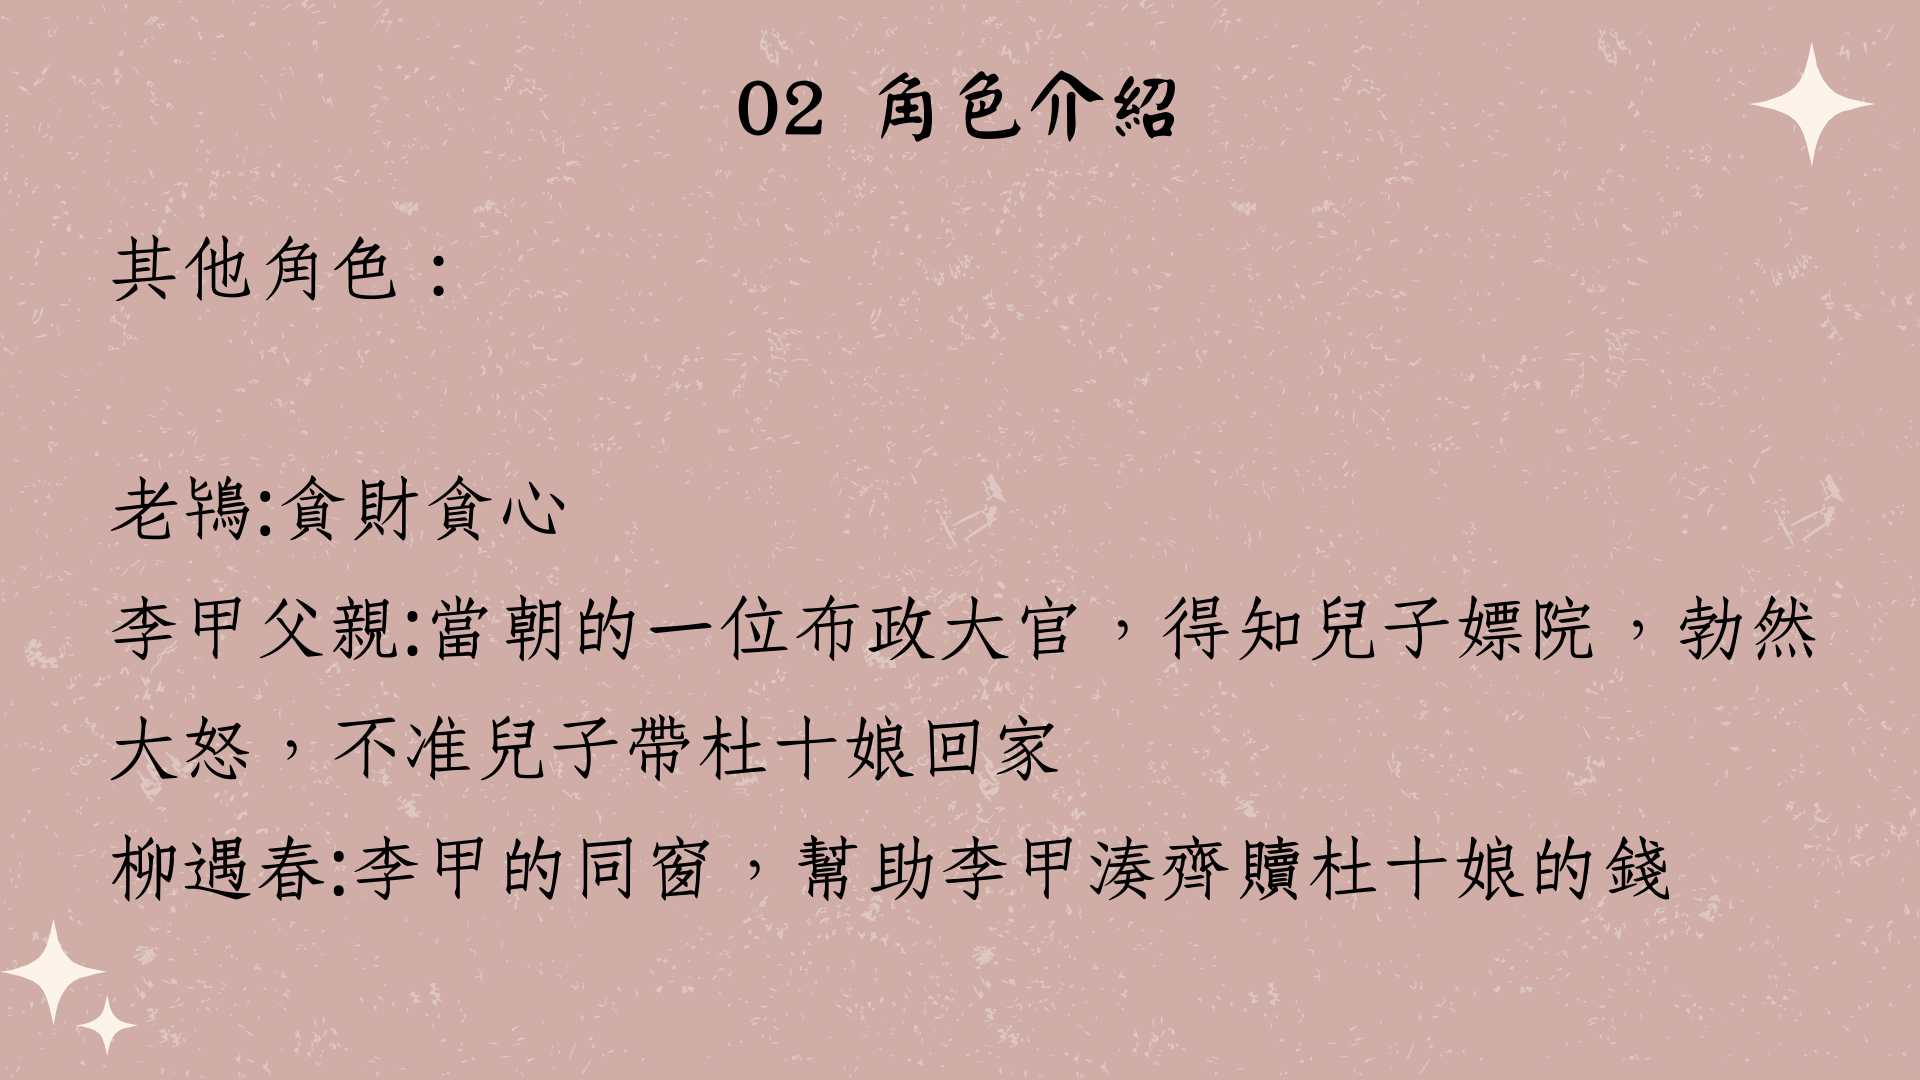 02 角色介紹
其他角色：
老鴇:貪財貪心
李甲父親:當朝的一位布政大官，得知兒子嫖院，勃然
大怒，不准兒子帶杜十娘回家
柳遇春:李甲的同窗，幫助李甲湊齊贖杜十娘的錢